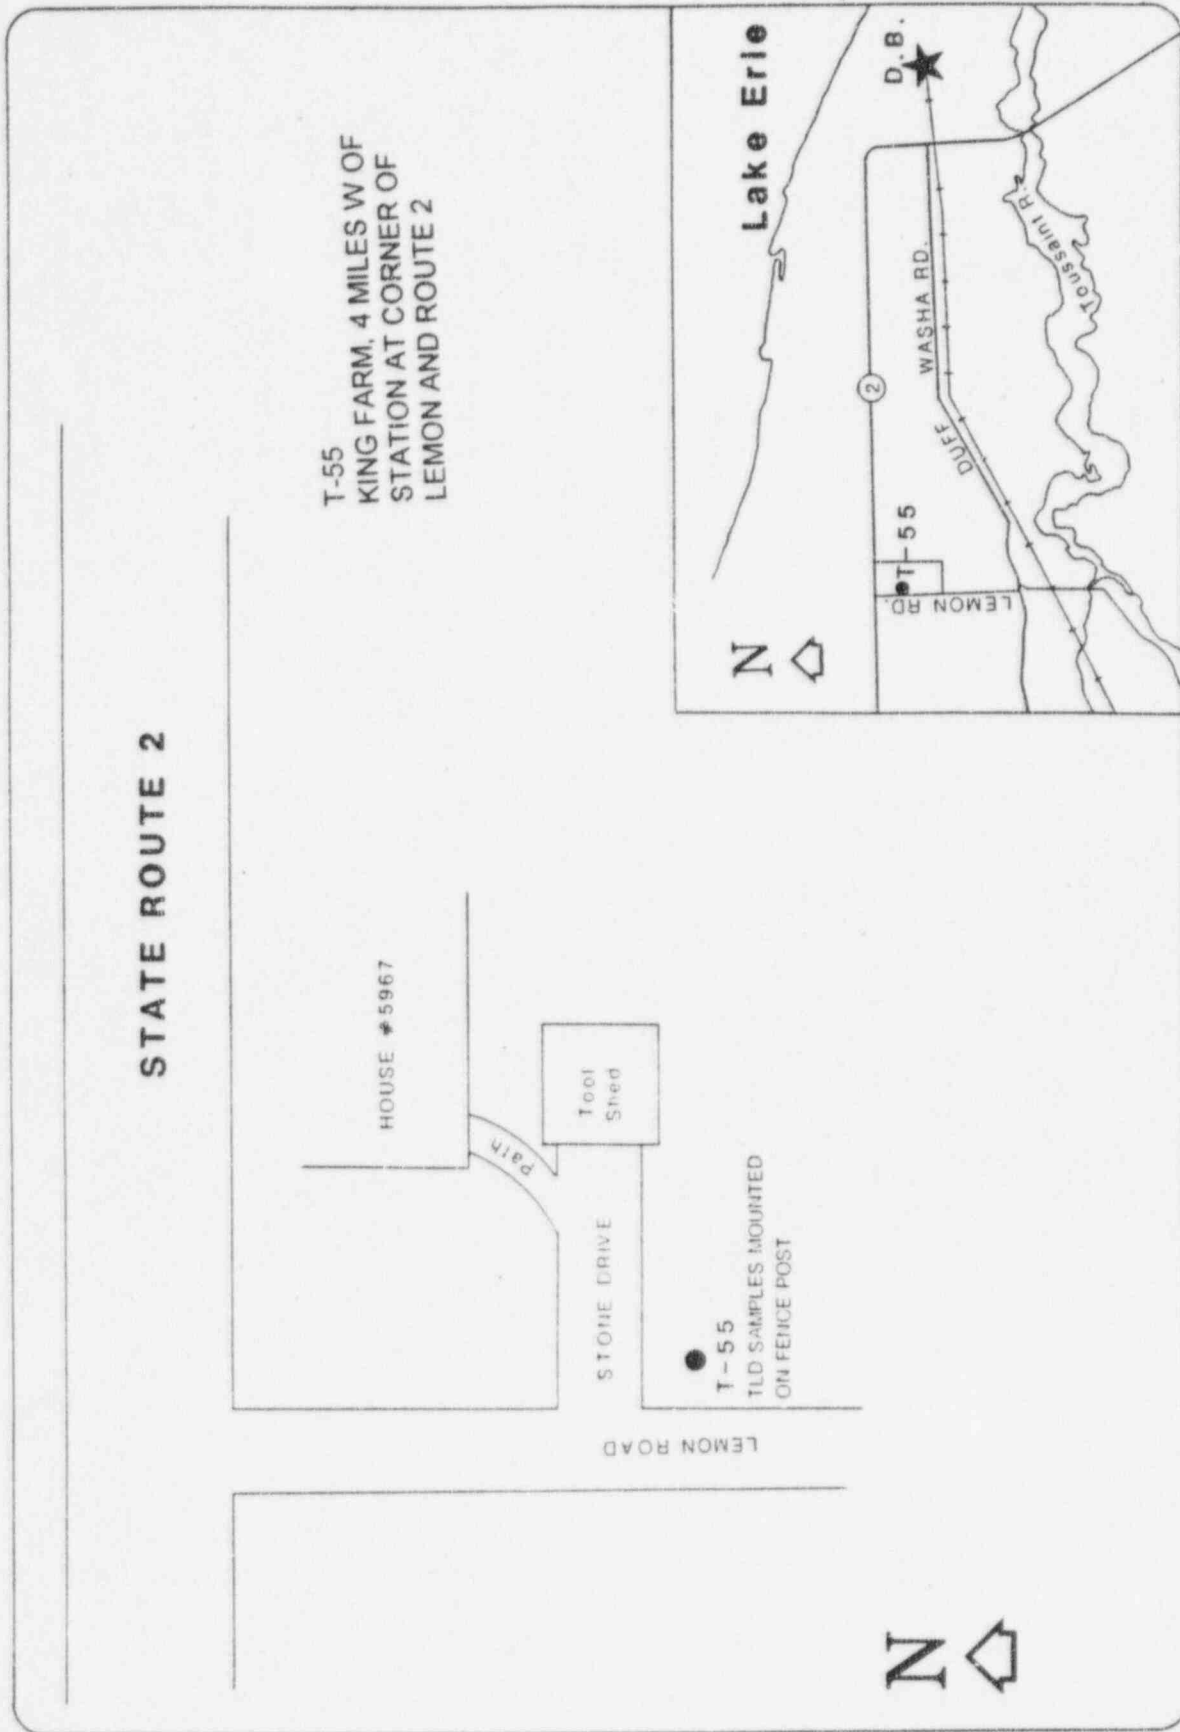 STATE ROUTE 2
T-55
KING FARM, 4 MILES W OF
STATION AT CORNER OF
LEMON AND ROUTE 2
HOUSE #5967
Path
Tool
Shed
STONE DRIVE
T-55
TLD SAMPLES MOUNTED
ON FENCE POST
LEMON ROAD
N
Lake Erie
N
D.B.
2
T-55
WASHA RD.
LEMON RD.
DUFF
Toussaint R.